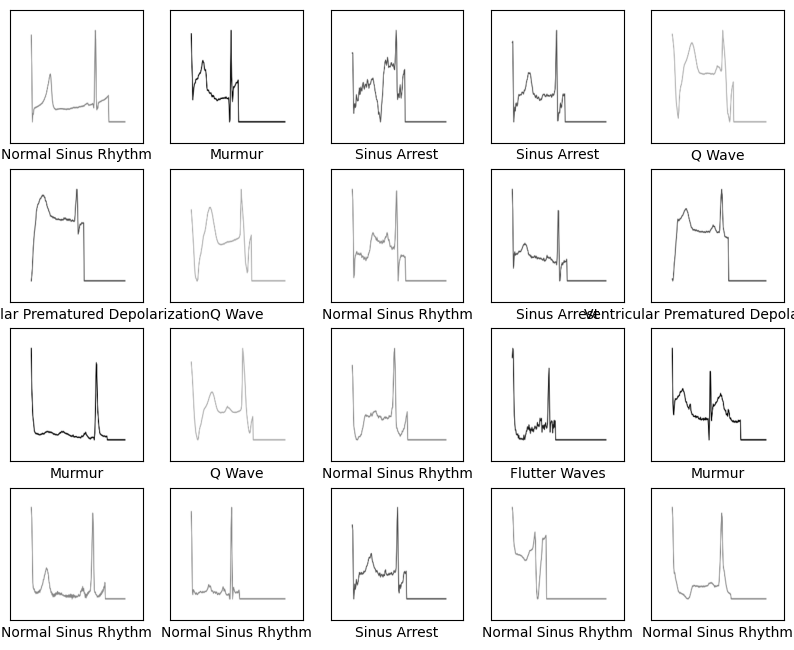 Normal Sinus Rhythm
Murmur
Sinus Arrest
Sinus Arrest
Q Wave
lar Prematured Depolarization
Q Wave
Normal Sinus Rhythm
Sinus Arrest
Ventricular Prematured Depola
Murmur
Q Wave
Normal Sinus Rhythm
Flutter Waves
Murmur
Normal Sinus Rhythm
Normal Sinus Rhythm
Sinus Arrest
Normal Sinus Rhythm
Normal Sinus Rhythm